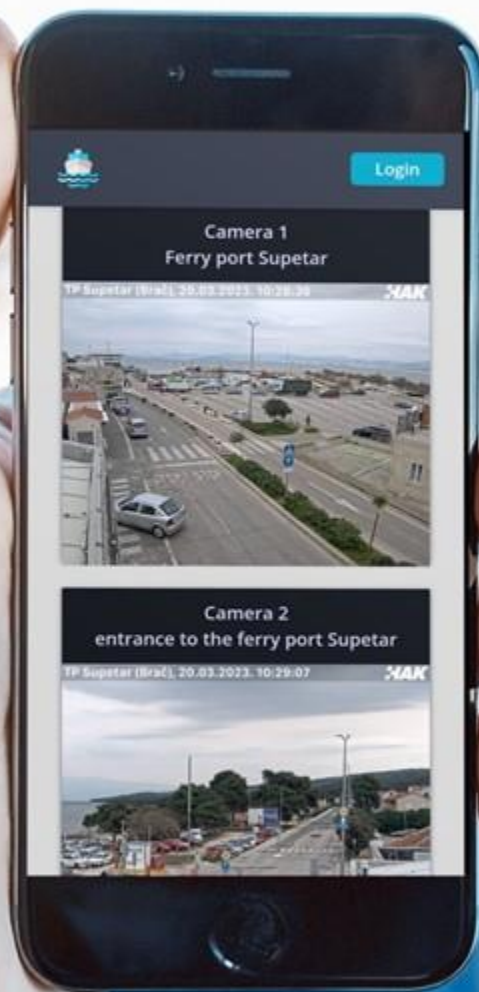 Login
Camera 1
Ferry port Supetar
TP Supetar (Brač), 20.03.2023. 10:28:30
HAK
Camera 2
entrance to the ferry port Supetar
TP Supetar (Brač), 20.03.2023. 10:29:07
HAK